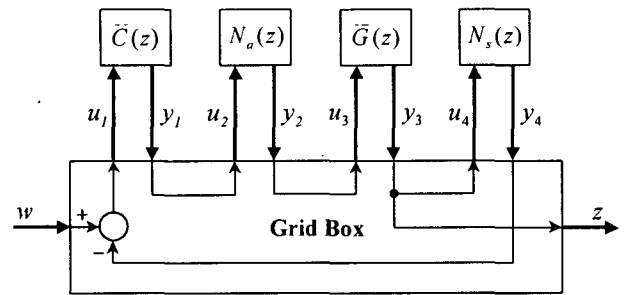 C̈(z) N_a(z) G̈(z) N_s(z)
u_1 y_1 u_2 y_2 u_3 y_3 u_4 y_4
w + Grid Box z
−